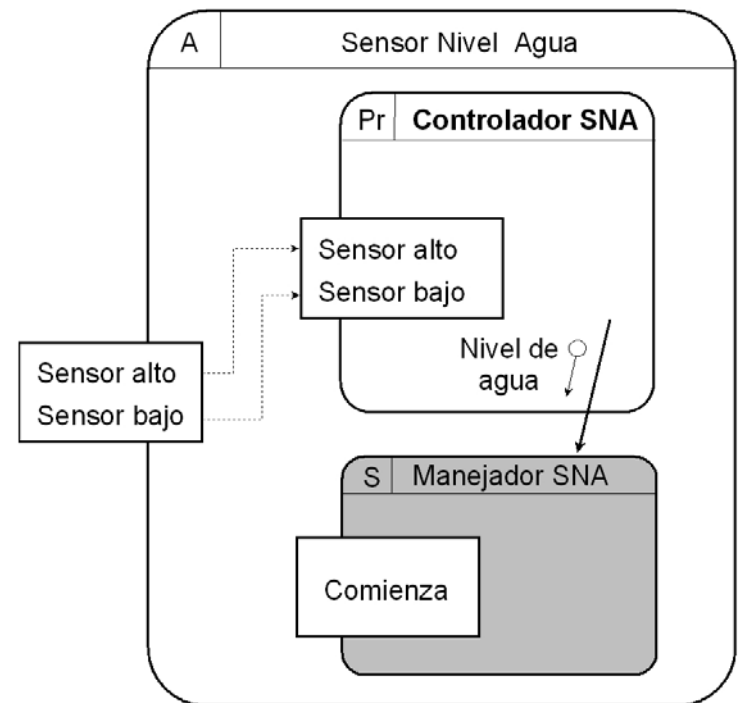 A Sensor Nivel Agua
Pr Controlador SNA
Sensor alto
Sensor bajo
Sensor alto
Sensor bajo
Nivel de
agua
S Manejador SNA
Comienza